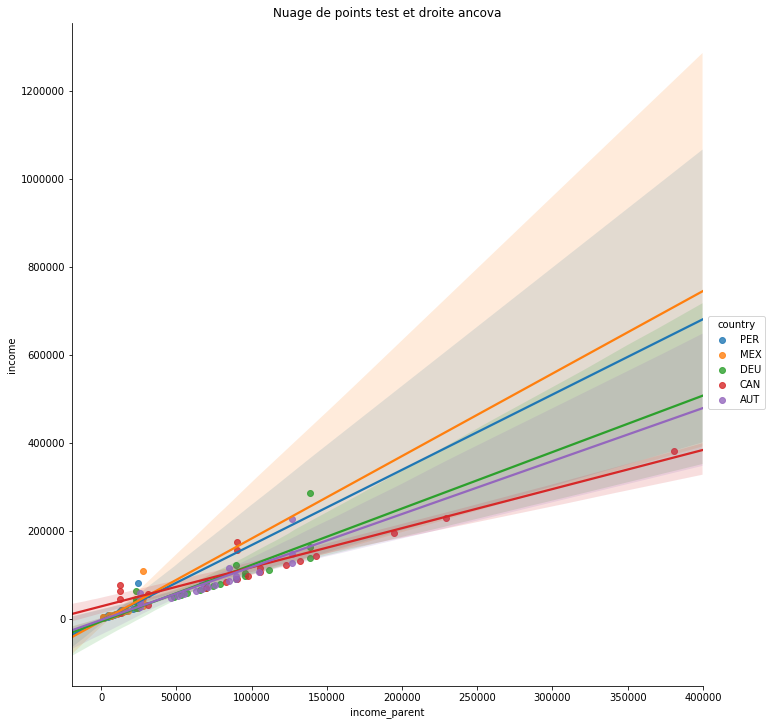 Nuage de points test et droite ancova
1200000
1000000
800000
600000
400000
200000
0
income
0
50000
100000
150000
200000
250000
300000
350000
400000
income_parent
country
PER
MEX
DEU
CAN
AUT